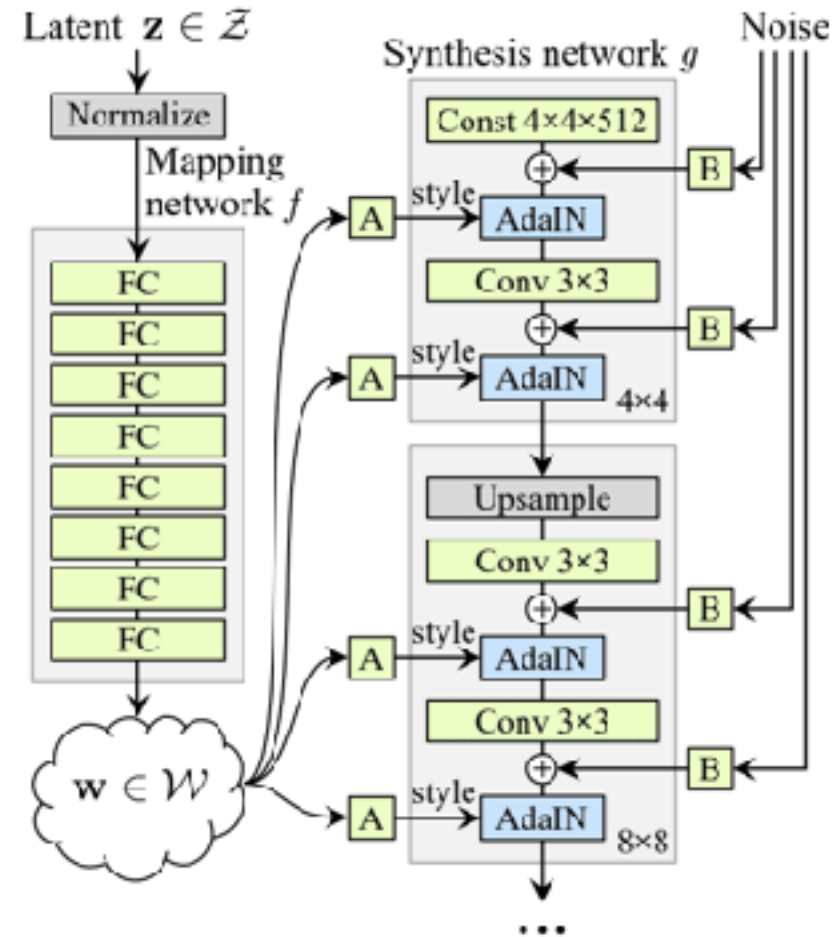 Latent z ∈ 𝒵
Normalize
Mapping
network f
FC
FC
FC
FC
FC
FC
FC
FC
w ∈ 𝒲
Synthesis network g
Noise
Const 4×4×512
B
A
style
AdaIN
Conv 3×3
B
A
style
AdaIN
4×4
Upsample
Conv 3×3
B
A
style
AdaIN
Conv 3×3
B
A
style
AdaIN
8×8
...